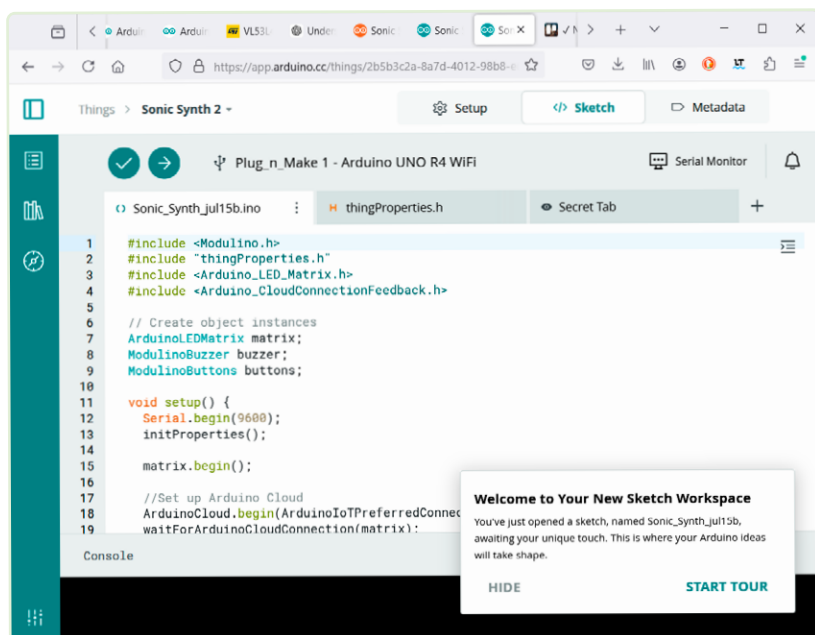 Arduin
Arduin
VL53L
Under
Sonic
Sonic
Son
https://app.arduino.cc/things/2b5b3c2a-8a7d-4012-98b8-
Things > Sonic Synth 2
Setup
</> Sketch
Metadata
Plug_n_Make 1 - Arduino UNO R4 WiFi
Serial Monitor
Sonic_Synth_jul15b.ino
H thingProperties.h
Secret Tab
1 #include <Modulino.h>
2 #include "thingProperties.h"
3 #include <Arduino_LED_Matrix.h>
4 #include <Arduino_CloudConnectionFeedback.h>
5
6 // Create object instances
7 ArduinoLEDMatrix matrix;
8 ModulinoBuzzer buzzer;
9 ModulinoButtons buttons;
10
11 void setup() {
12 Serial.begin(9600);
13 initProperties();
14
15 matrix.begin();
16
17 //Set up Arduino Cloud
18 ArduinoCloud.begin(ArduinoIoTPreferredConnec
19 waitForArduinoCloudConnection(matrix);
Console
Welcome to Your New Sketch Workspace
You've just opened a sketch, named Sonic_Synth_jul15b,
awaiting your unique touch. This is where your Arduino ideas
will take shape.
HIDE
START TOUR